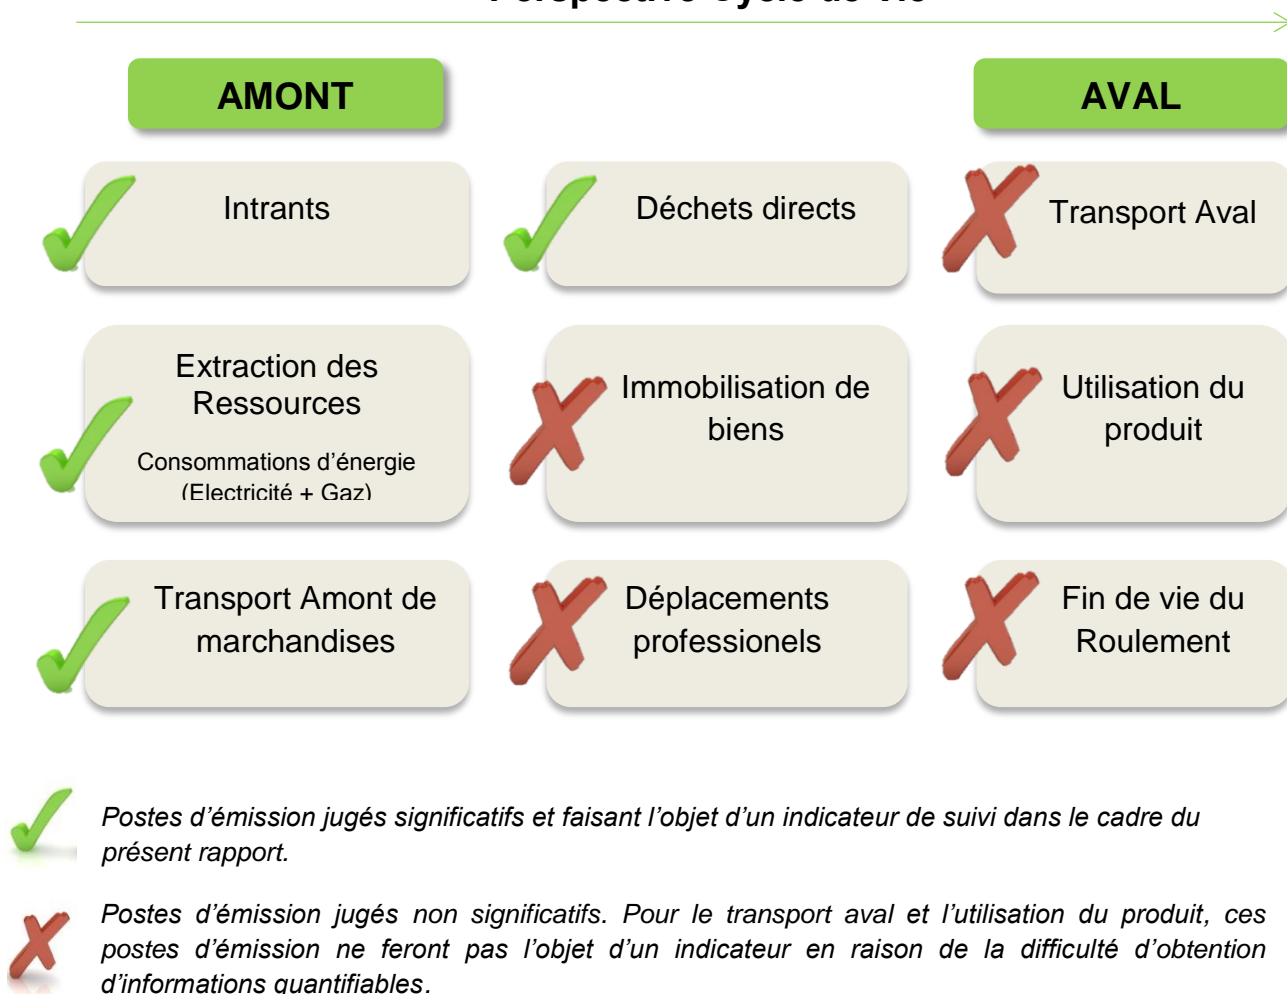 Perspective Cycle de Vie
AMONT
AVAL
Intrants
Déchets directs
Transport Aval
Extraction des
Ressources
Consommations d'énergie
(Electricité + Gaz)
Immobilisation de
biens
Utilisation du
produit
Transport Amont de
marchandises
Déplacements
professionels
Fin de vie du
Roulement
Postes d'émission jugés significatifs et faisant l'objet d'un indicateur de suivi dans le cadre du
présent rapport.
Postes d'émission jugés non significatifs. Pour le transport aval et l'utilisation du produit, ces
postes d'émission ne feront pas l'objet d'un indicateur en raison de la difficulté d'obtention
d'informations quantifiables.